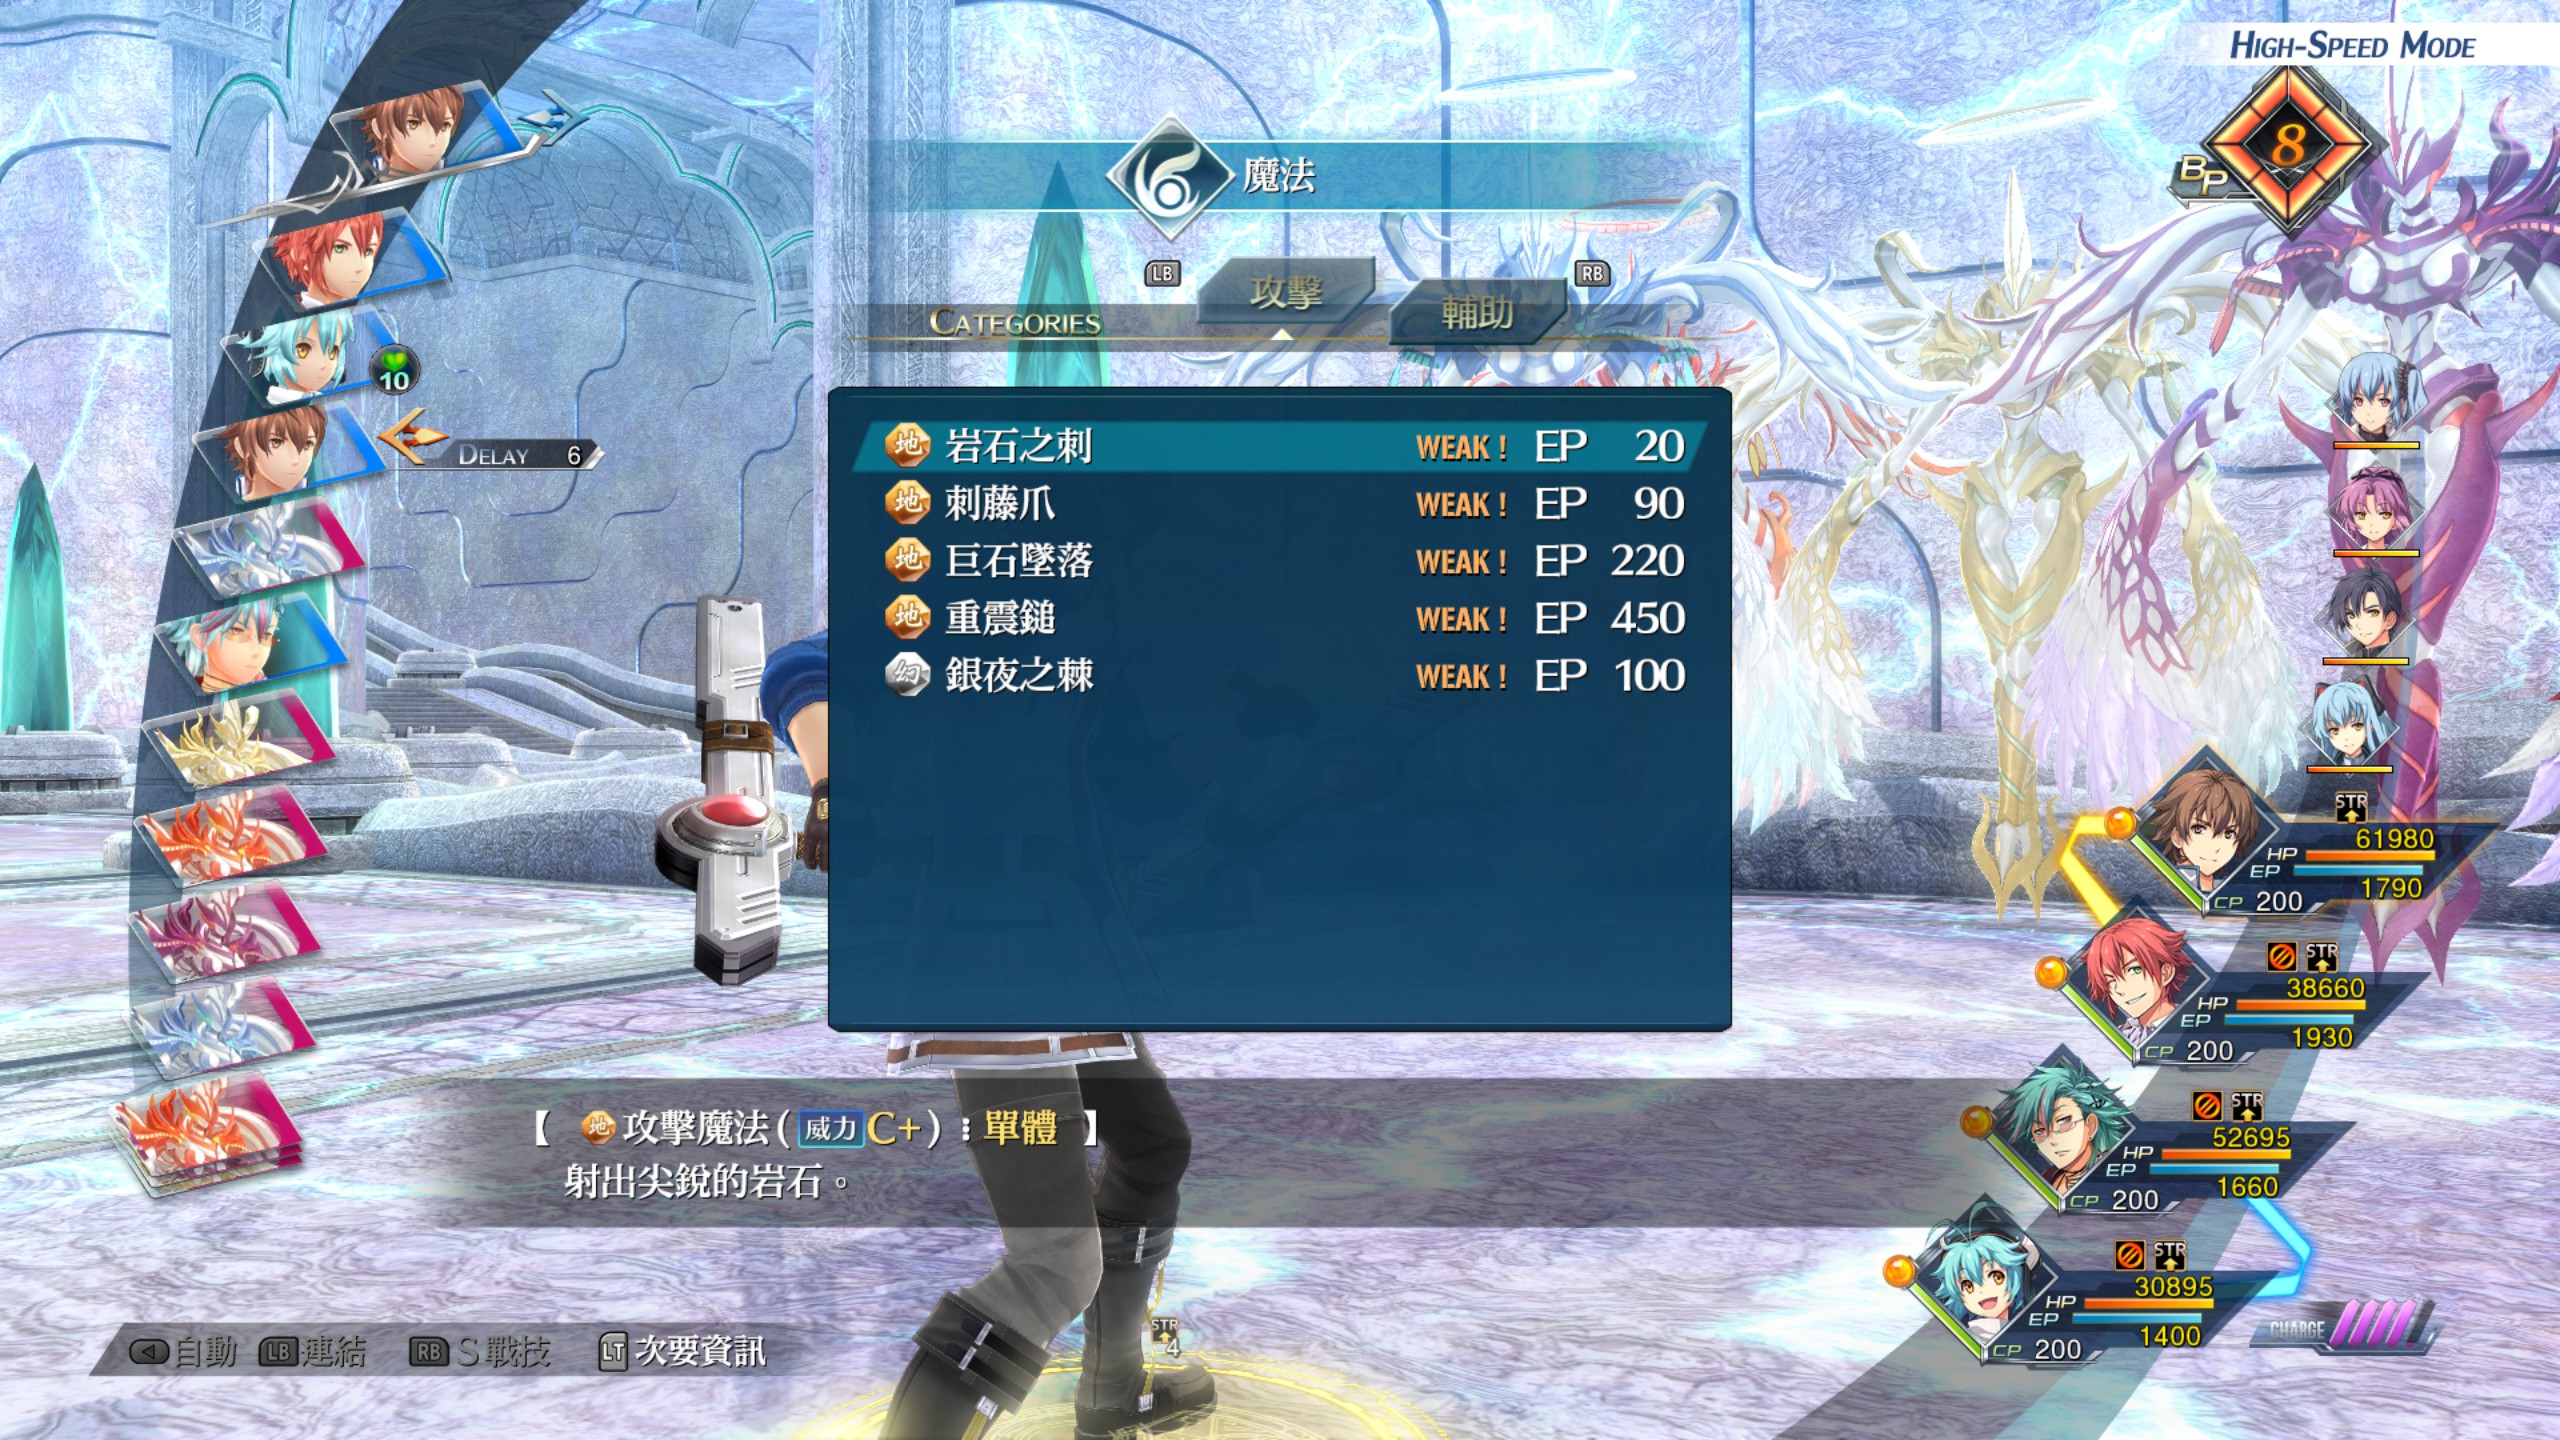 HIGH-SPEED MODE
8
BP
魔法
LB
攻擊
輔助
RB
CATEGORIES
10
DELAY 6
地 岩石之刺 WEAK! EP 20
地 刺藤爪 WEAK! EP 90
地 巨石墜落 WEAK! EP 220
地 重震鎚 WEAK! EP 450
幻 銀夜之棘 WEAK! EP 100
STR
61980
HP
EP
1790
CP 200
STR
38660
HP
EP
1930
CP 200
STR
52695
HP
EP
1660
CP 200
STR
30895
HP
EP
1400
CP 200
CHARGE
【 地 攻擊魔法(威力 C+)：單體 】
射出尖銳的岩石。
STR
4
自動 LB 連結 RB S戰技 LT 次要資訊